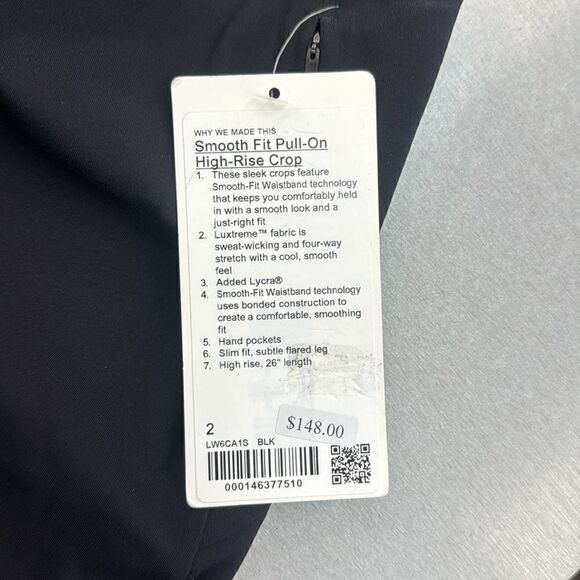 WHY WE MADE THIS
Smooth Fit Pull-On
High-Rise Crop
1. These sleek crops feature
Smooth-Fit Waistband technology
that keeps you comfortably held
in with a smooth look and a
just-right fit
2. Luxtreme™ fabric is
sweat-wicking and four-way
stretch with a cool, smooth
feel
3. Added Lycra®
4. Smooth-Fit Waistband technology
uses bonded construction to
create a comfortable, smoothing
fit
5. Hand pockets
6. Slim fit, subtle flared leg
7. High rise, 26" length
2
$148.00
LW6CA1S BLK
000146377510